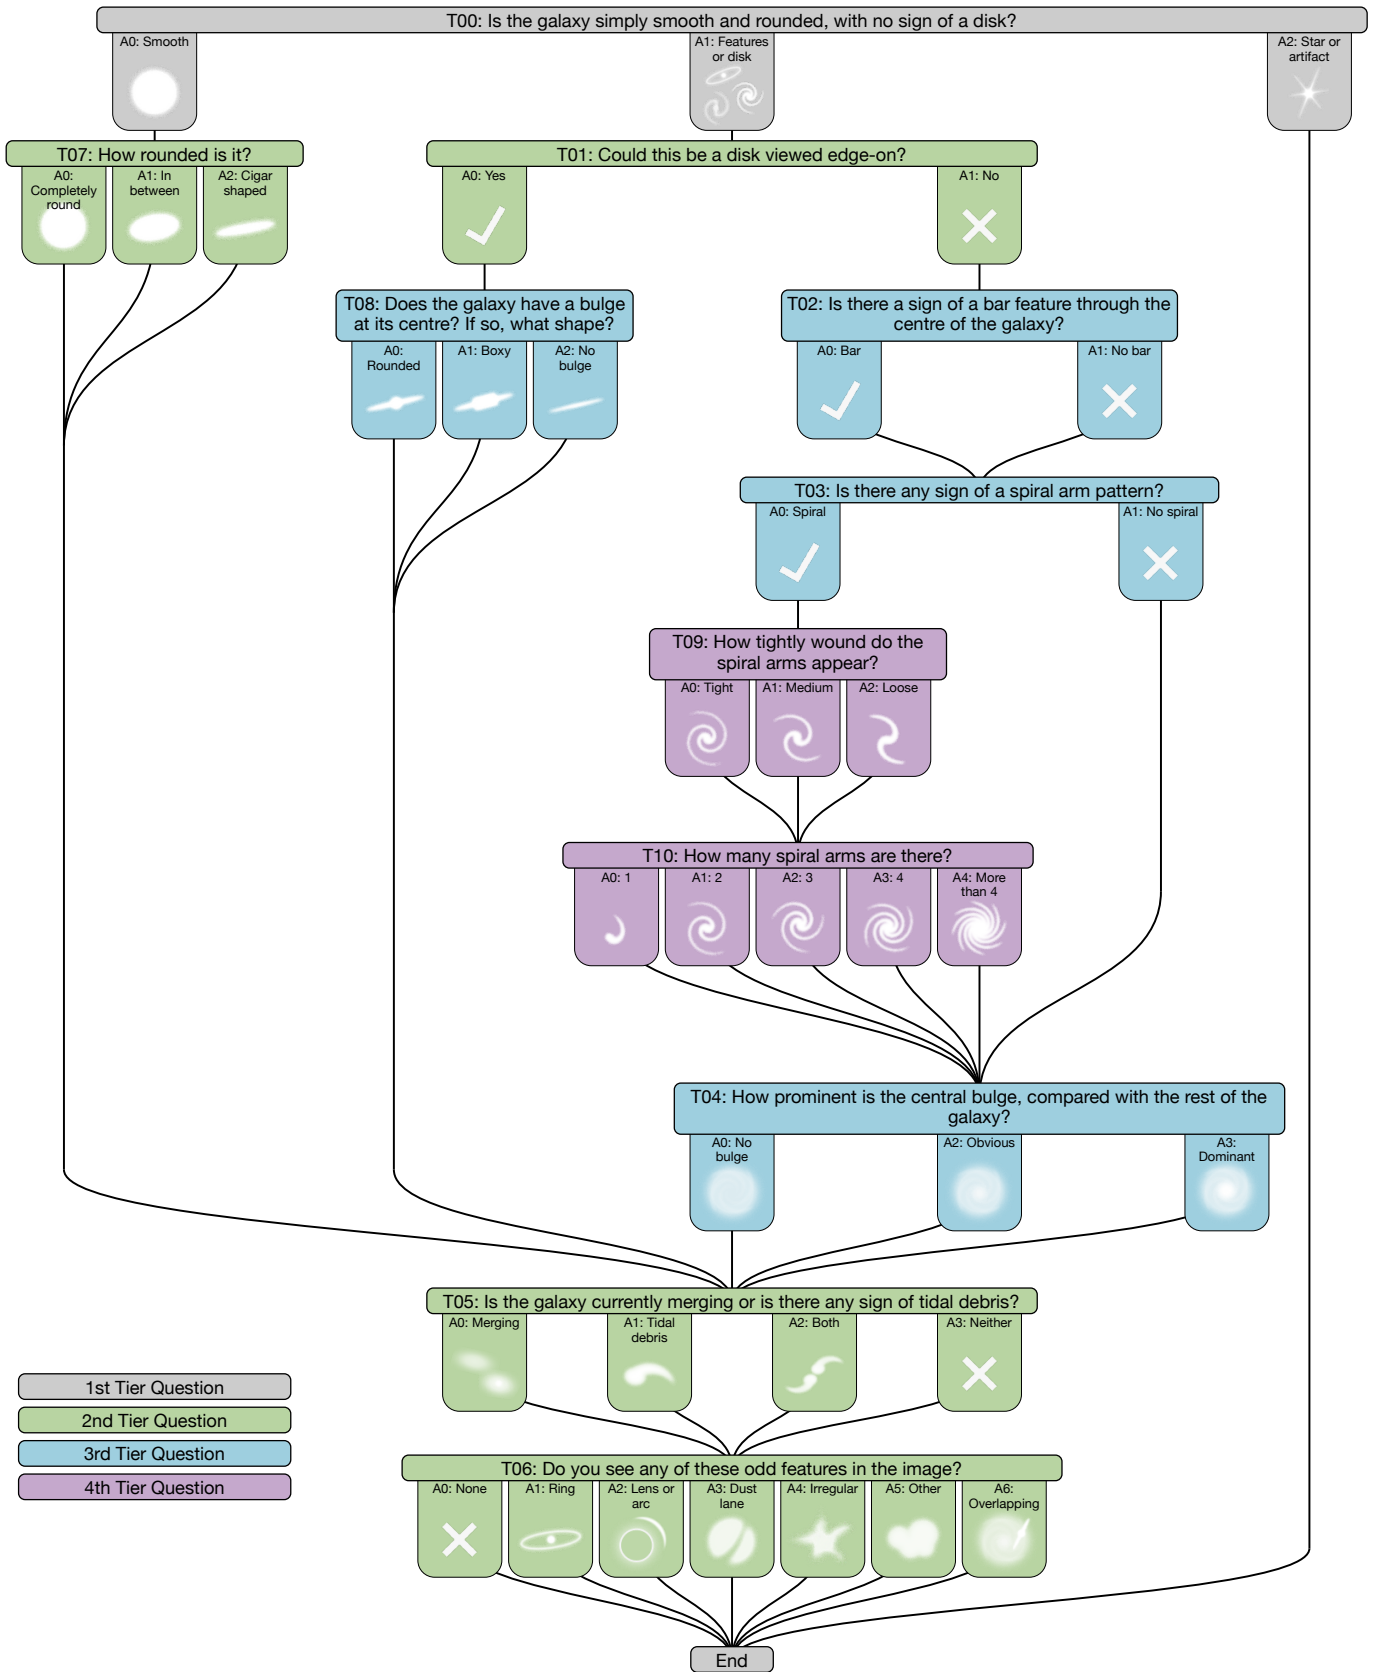 T00: Is the galaxy simply smooth and rounded, with no sign of a disk?
A0: Smooth
A1: Features
or disk
A2: Star or
artifact
T07: How rounded is it?
A0:
Completely
round
A1: In
between
A2: Cigar
shaped
T01: Could this be a disk viewed edge-on?
A0: Yes
A1: No
T08: Does the galaxy have a bulge
at its centre? If so, what shape?
A0:
Rounded
A1: Boxy
A2: No
bulge
T02: Is there a sign of a bar feature through the
centre of the galaxy?
A0: Bar
A1: No bar
T03: Is there any sign of a spiral arm pattern?
A0: Spiral
A1: No spiral
T09: How tightly wound do the
spiral arms appear?
A0: Tight
A1: Medium
A2: Loose
T10: How many spiral arms are there?
A0: 1
A1: 2
A2: 3
A3: 4
A4: More
than 4
T04: How prominent is the central bulge, compared with the rest of the
galaxy?
A0: No
bulge
A2: Obvious
A3:
Dominant
T05: Is the galaxy currently merging or is there any sign of tidal debris?
A0: Merging
A1: Tidal
debris
A2: Both
A3: Neither
1st Tier Question
2nd Tier Question
3rd Tier Question
4th Tier Question
T06: Do you see any of these odd features in the image?
A0: None
A1: Ring
A2: Lens or
arc
A3: Dust
lane
A4: Irregular
A5: Other
A6:
Overlapping
End